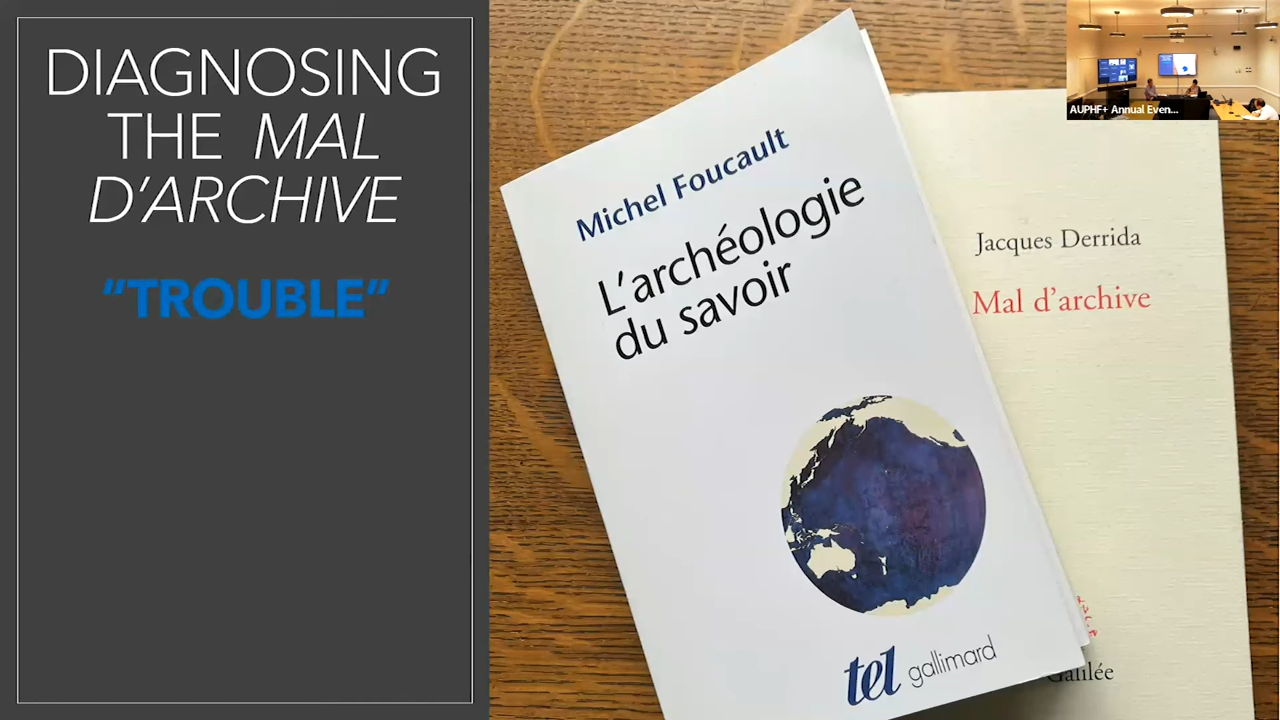 DIAGNOSING
THE MAL
D'ARCHIVE
“TROUBLE”
Michel Foucault
L'archéologie
du savoir
tel gallimard
Jacques Derrida
Mal d'archive
Galilée
AUPHF+ Annual Even...